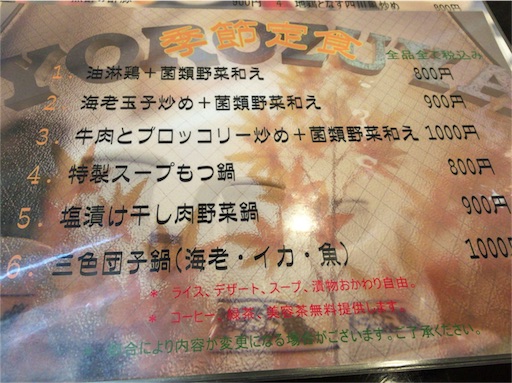 900円
季節定食
全品全て税込み
1. 油淋鶏+菌類野菜和え 800円
2. 海老玉子炒め+菌類野菜和え 900円
3. 牛肉とブロッコリー炒め+菌類野菜和え 1000円
4. 特製スープもつ鍋 800円
5. 塩漬け干し肉野菜鍋 900円
6. 三色団子鍋(海老・イカ・魚) 1000円
* ライス、デザート、スープ、漬物おかわり自由。
* コーヒー、緑茶、美容茶無料提供します。
合により内容が変更になる場合がございます。ご了承ください。